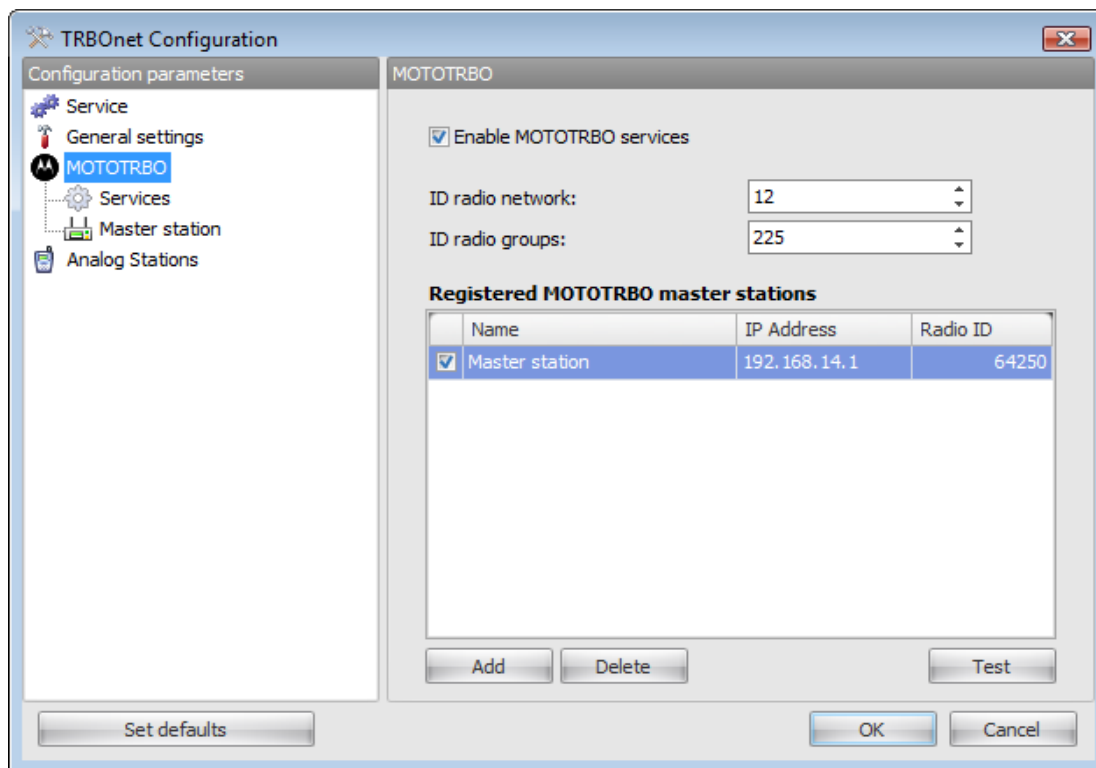 TRBOnet Configuration
Configuration parameters
Service
General settings
MOTOTRBO
Services
Master station
Analog Stations
MOTOTRBO
Enable MOTOTRBO services
ID radio network: 12
ID radio groups: 225
Registered MOTOTRBO master stations
Name IP Address Radio ID
Master station 192.168.14.1 64250
Add Delete Test
Set defaults OK Cancel